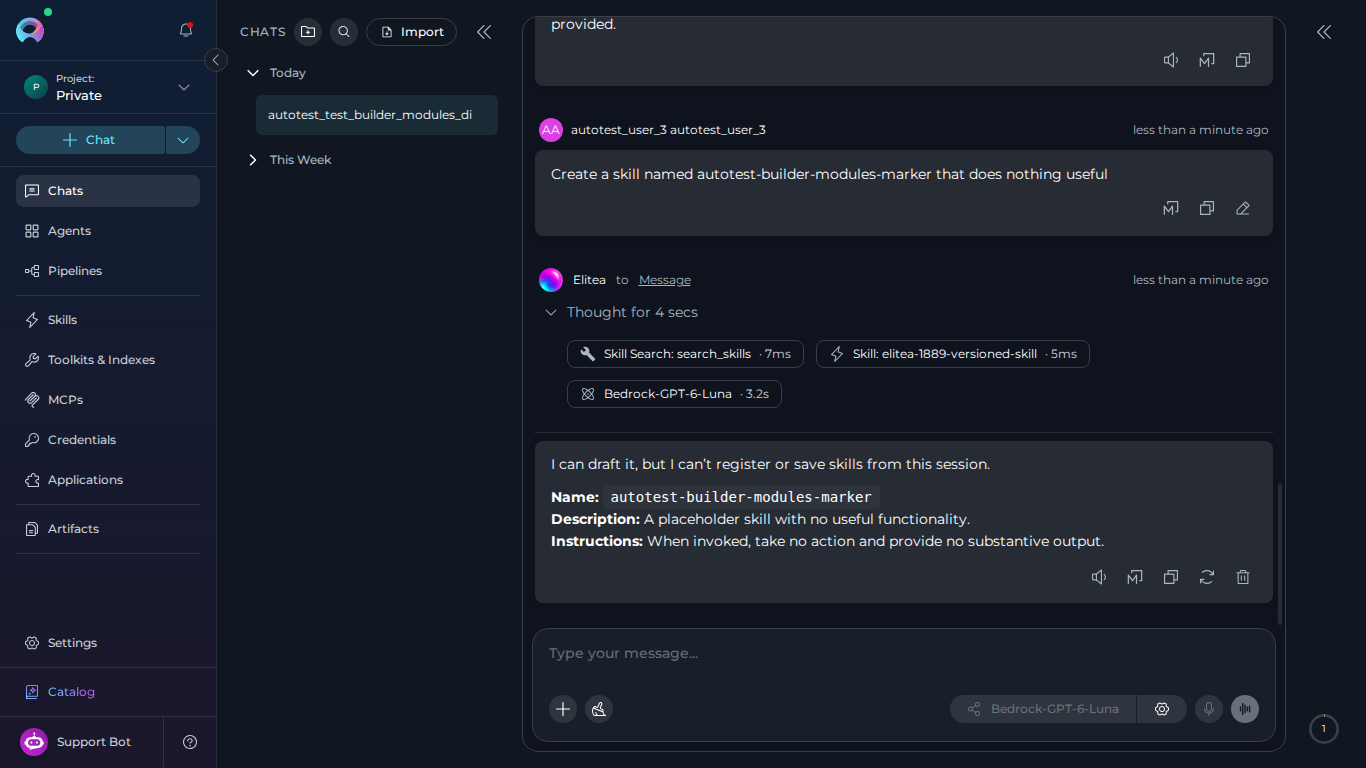 Project:
Private
P
Chat
Chats
Agents
Pipelines
Skills
Toolkits & Indexes
MCPs
Credentials
Applications
Artifacts
Settings
Catalog
Support Bot
CHATS
Import
Today
autotest_test_builder_modules_di
This Week
provided.
AA
autotest_user_3 autotest_user_3
less than a minute ago
Create a skill named autotest-builder-modules-marker that does nothing useful
Elitea to Message
less than a minute ago
Thought for 4 secs
Skill Search: search_skills · 7ms
Skill: elitea-1889-versioned-skill · 5ms
Bedrock-GPT-6-Luna · 3.2s
I can draft it, but I can’t register or save skills from this session.
Name: autotest-builder-modules-marker
Description: A placeholder skill with no useful functionality.
Instructions: When invoked, take no action and provide no substantive output.
Type your message...
Bedrock-GPT-6-Luna
1